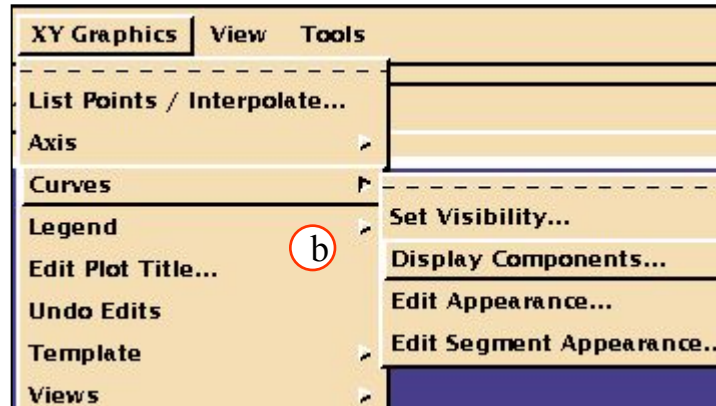 XY Graphics View Tools
List Points / Interpolate...
Axis
Curves
Legend
Edit Plot Title...
Undo Edits
Template
Views
b
Set Visibility...
Display Components...
Edit Appearance...
Edit Segment Appearance..